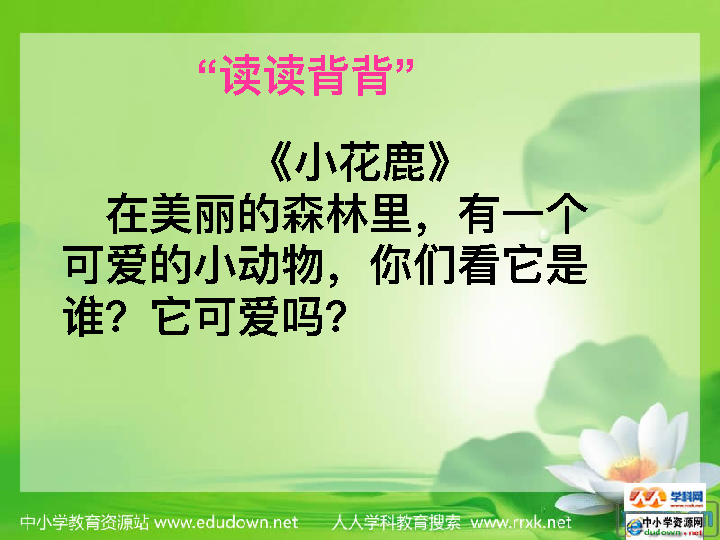 “读读背背”
《小花鹿》
在美丽的森林里，有一个
可爱的小动物，你们看它是
谁？它可爱吗？
中小学教育资源站 www.edudown.net 人人学科教育搜索 www.rrxk.net
学科网
www.rrxk.net
中小学资源网
edudown.net